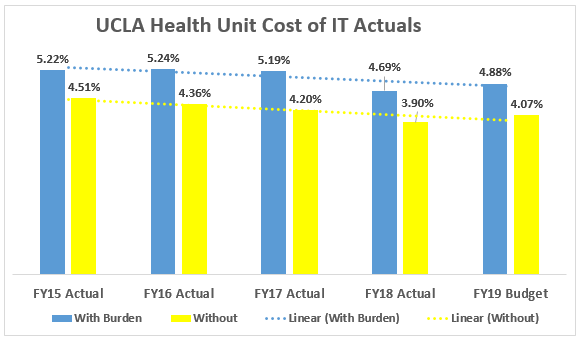 UCLA Health Unit Cost of IT Actuals
5.22% 5.24% 5.19% 4.69% 4.88%
4.51% 4.36% 4.20% 3.90% 4.07%
FY15 Actual FY16 Actual FY17 Actual FY18 Actual FY19 Budget
With Burden Without Linear (With Burden) Linear (Without)